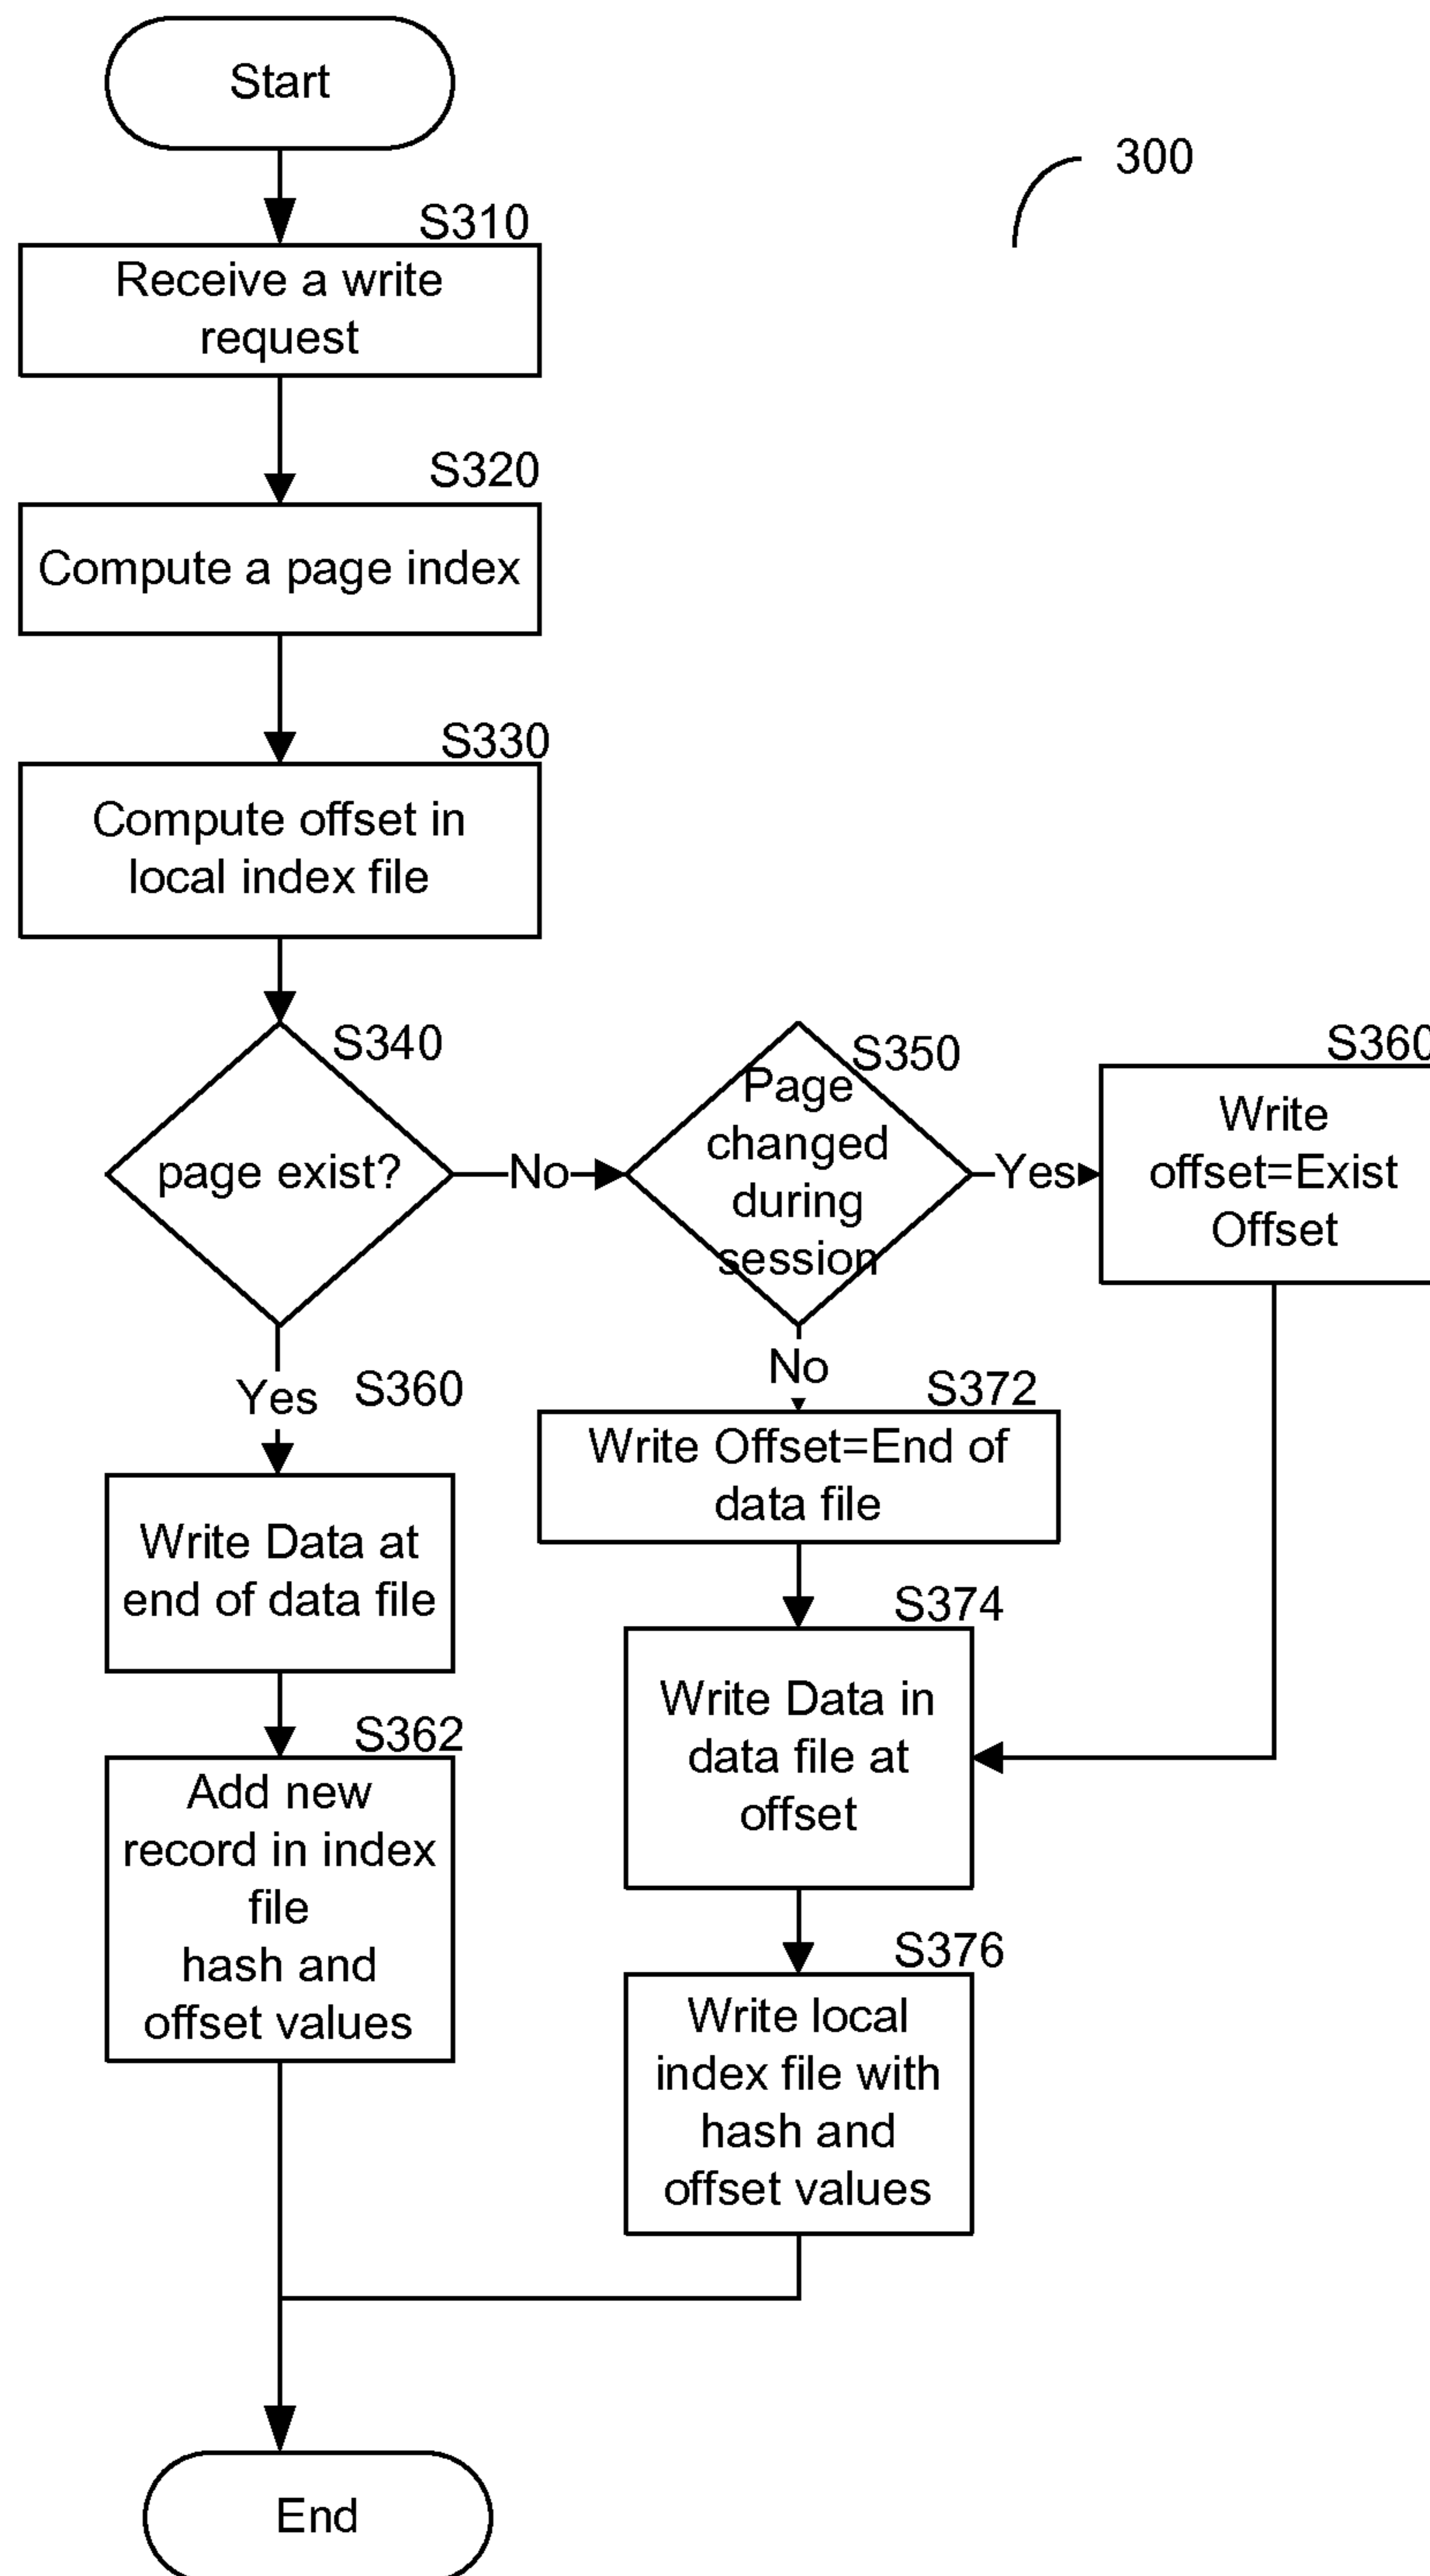 Start
300
S310
Receive a write
request
S320
Compute a page index
S330
Compute offset in
local index file
S340
page exist?
No
S350
Page
changed
during
session
Yes
S360
Write
offset=Exist
Offset
Yes
S360
Write Data at
end of data file
S362
Add new
record in index
file
hash and
offset values
No
S372
Write Offset=End of
data file
S374
Write Data in
data file at
offset
S376
Write local
index file with
hash and
offset values
End